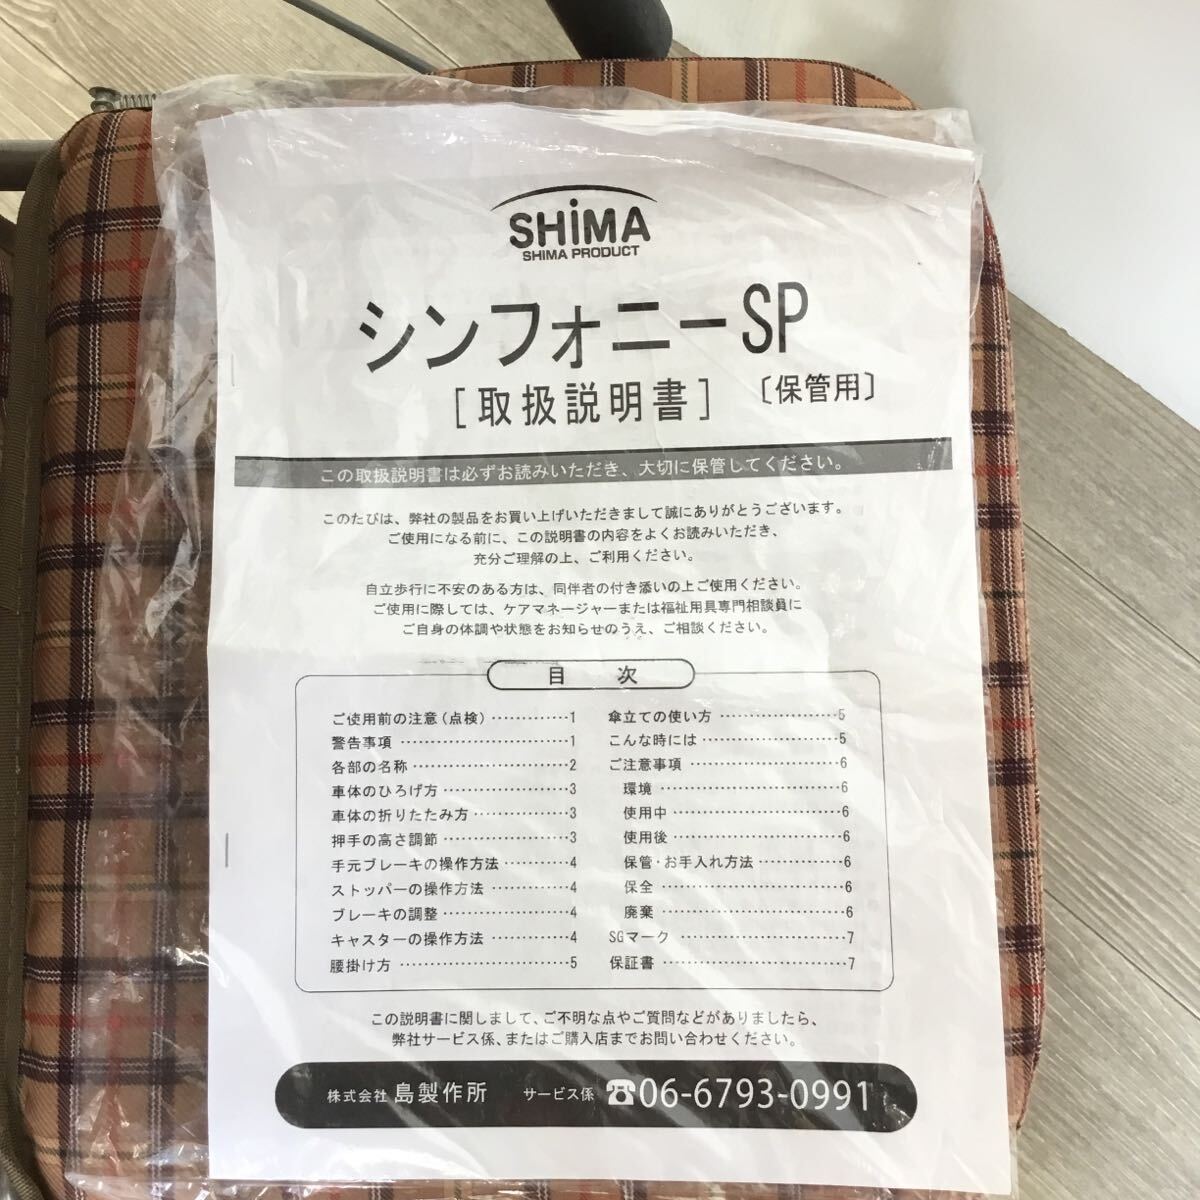 SHiMA
SHIMA PRODUCT
シンフォニーSP
[取扱説明書] 〔保管用〕
この取扱説明書は必ずお読みいただき、大切に保管してください。
このたびは、弊社の製品をお買い上げいただきまして誠にありがとうございます。
ご使用になる前に、この説明書の内容をよくお読みいただき、
充分ご理解の上、ご利用ください。
自立歩行に不安のある方は、同伴者の付き添いの上ご使用ください。
ご使用に際しては、ケアマネージャーまたは福祉用具専門相談員に
ご自身の体調や状態をお知らせのうえ、ご相談ください。
目 次
ご使用前の注意(点検)‥‥‥‥‥1
警告事項‥‥‥‥‥‥‥‥‥1
各部の名称‥‥‥‥‥‥‥‥2
車体のひろげ方‥‥‥‥‥‥3
車体の折りたたみ方‥‥‥‥‥3
押手の高さ調節‥‥‥‥‥‥3
手元ブレーキの操作方法‥‥‥4
ストッパーの操作方法‥‥‥‥4
ブレーキの調整‥‥‥‥‥‥4
キャスターの操作方法‥‥‥‥4
腰掛け方‥‥‥‥‥‥‥‥‥5
傘立ての使い方‥‥‥‥‥‥5
こんな時には‥‥‥‥‥‥‥5
ご注意事項‥‥‥‥‥‥‥‥6
環境‥‥‥‥‥‥‥‥‥‥6
使用中‥‥‥‥‥‥‥‥‥6
使用後‥‥‥‥‥‥‥‥‥6
保管・お手入れ方法‥‥‥‥6
保全‥‥‥‥‥‥‥‥‥‥6
廃棄‥‥‥‥‥‥‥‥‥‥6
SGマーク‥‥‥‥‥‥‥‥7
保証書‥‥‥‥‥‥‥‥‥7
この説明書に関しまして、ご不明な点やご質問などがありましたら、
弊社サービス係、またはご購入店までお問い合わせください。
株式会社 島製作所 サービス係 ☎06-6793-0991